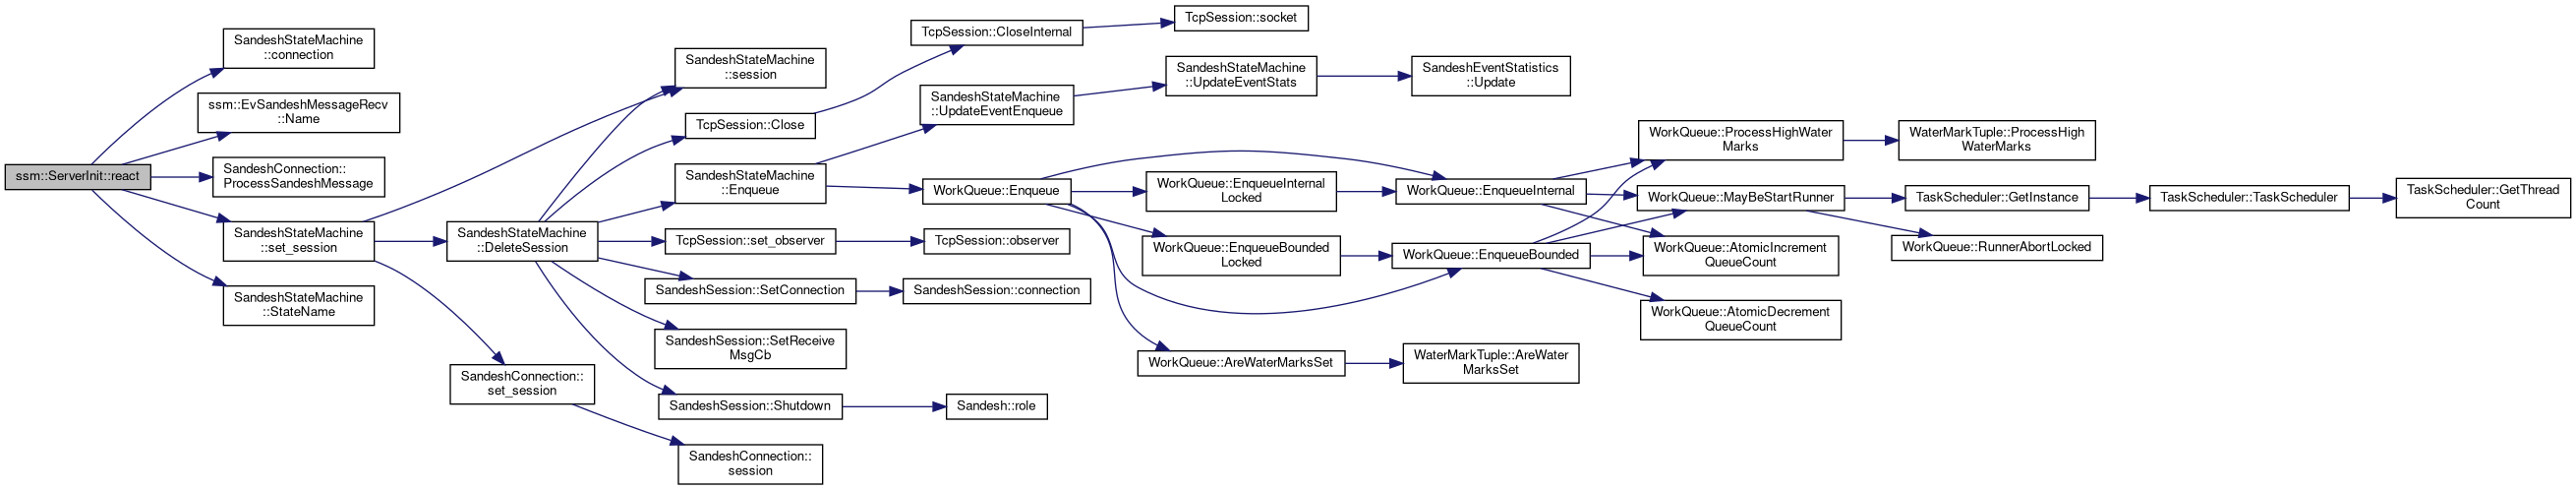 ssm::ServerInit::react
SandeshStateMachine
::connection
ssm::EvSandeshMessageRecv
::Name
SandeshConnection::
ProcessSandeshMessage
SandeshStateMachine
::set_session
SandeshStateMachine
::StateName
SandeshStateMachine
::DeleteSession
SandeshConnection::
set_session
SandeshStateMachine
::session
TcpSession::Close
SandeshStateMachine
::Enqueue
TcpSession::set_observer
SandeshSession::SetConnection
SandeshSession::SetReceive
MsgCb
SandeshSession::Shutdown
SandeshConnection::
session
TcpSession::CloseInternal
SandeshStateMachine
::UpdateEventEnqueue
WorkQueue::Enqueue
TcpSession::observer
SandeshSession::connection
Sandesh::role
TcpSession::socket
SandeshStateMachine
::UpdateEventStats
WorkQueue::EnqueueInternal
Locked
WorkQueue::EnqueueBounded
Locked
WorkQueue::AreWaterMarksSet
SandeshEventStatistics
::Update
WorkQueue::EnqueueInternal
WorkQueue::EnqueueBounded
WaterMarkTuple::AreWater
MarksSet
WorkQueue::ProcessHighWater
Marks
WorkQueue::MayBeStartRunner
WorkQueue::AtomicIncrement
QueueCount
WorkQueue::AtomicDecrement
QueueCount
WaterMarkTuple::ProcessHigh
WaterMarks
TaskScheduler::GetInstance
WorkQueue::RunnerAbortLocked
TaskScheduler::TaskScheduler
TaskScheduler::GetThread
Count